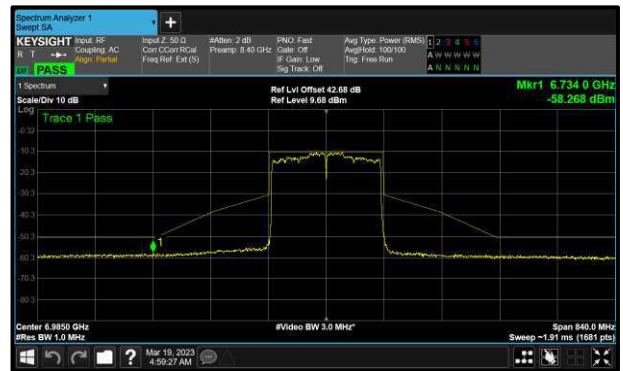 Spectrum Analyzer 1
Swept SA
KEYSIGHT
R T
PASS
Input: RF
Coupling: AC
Align: Partial
Input Z: 50 Ω
Corr CCorr RCal
Freq Ref: Ext (S)
#Atten: 2 dB
Preamp: 8.40 GHz
PNO: Fast
Gate: Off
IF Gain: Low
Sig Track: Off
Avg Type: Power (RMS)
Avg|Hold: 100/100
Trig: Free Run
1 2 3 4 5 6
A W W W W W
A N N N N N
1 Spectrum
Scale/Div 10 dB
Ref Lvl Offset 42.68 dB
Ref Level 9.68 dBm
Mkr1 6.734 0 GHz
-58.268 dBm
Log
Trace 1 Pass
-0.32
-10.3
-20.3
-30.3
-40.3
-50.3
-60.3
-70.3
-80.3
1
Center 6.9850 GHz
#Res BW 1.0 MHz
#Video BW 3.0 MHz*
Span 840.0 MHz
Sweep ~1.91 ms (1681 pts)
?
Mar 19, 2023
4:59:27 AM